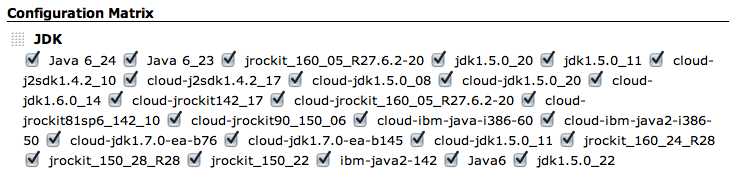 Configuration Matrix
JDK
Java 6_24 Java 6_23 jrockit_160_05_R27.6.2-20 jdk1.5.0_20 jdk1.5.0_11 cloud-
j2sdk1.4.2_10 cloud-j2sdk1.4.2_17 cloud-jdk1.5.0_08 cloud-jdk1.5.0_20 cloud-
jdk1.6.0_14 cloud-jrockit142_17 cloud-jrockit_160_05_R27.6.2-20 cloud-
jrockit81sp6_142_10 cloud-jrockit90_150_06 cloud-ibm-java-i386-60 cloud-ibm-java2-i386-
50 cloud-jdk1.7.0-ea-b76 cloud-jdk1.7.0-ea-b145 cloud-jdk1.5.0_11 jrockit_160_24_R28
jrockit_150_28_R28 jrockit_150_22 ibm-java2-142 Java6 jdk1.5.0_22